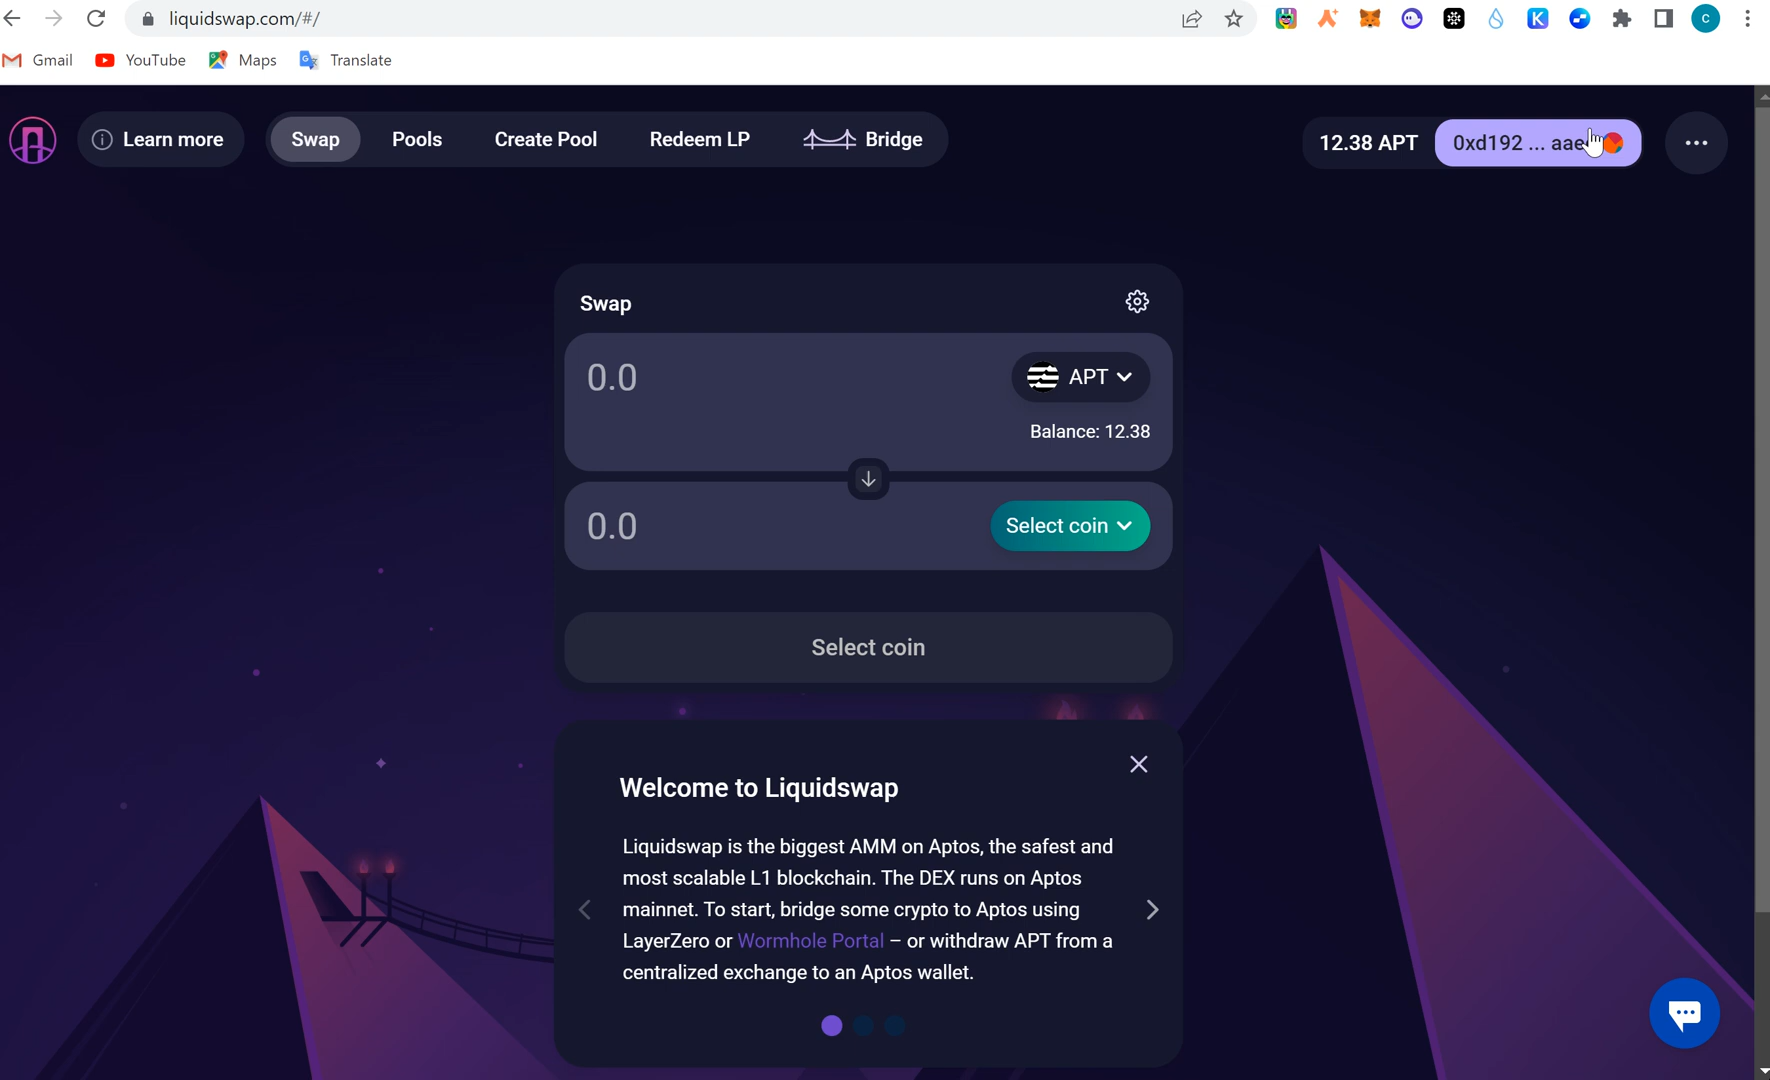 liquidswap.com/#/
K
C
Gmail
YouTube
Maps
Translate
Learn more
Swap
Pools
Create Pool
Redeem LP
Bridge
12.38 APT
0xd192 ... aae
Swap
0.0
APT
Balance: 12.38
0.0
Select coin
Select coin
Welcome to Liquidswap
Liquidswap is the biggest AMM on Aptos, the safest and
most scalable L1 blockchain. The DEX runs on Aptos
mainnet. To start, bridge some crypto to Aptos using
LayerZero or Wormhole Portal – or withdraw APT from a
centralized exchange to an Aptos wallet.